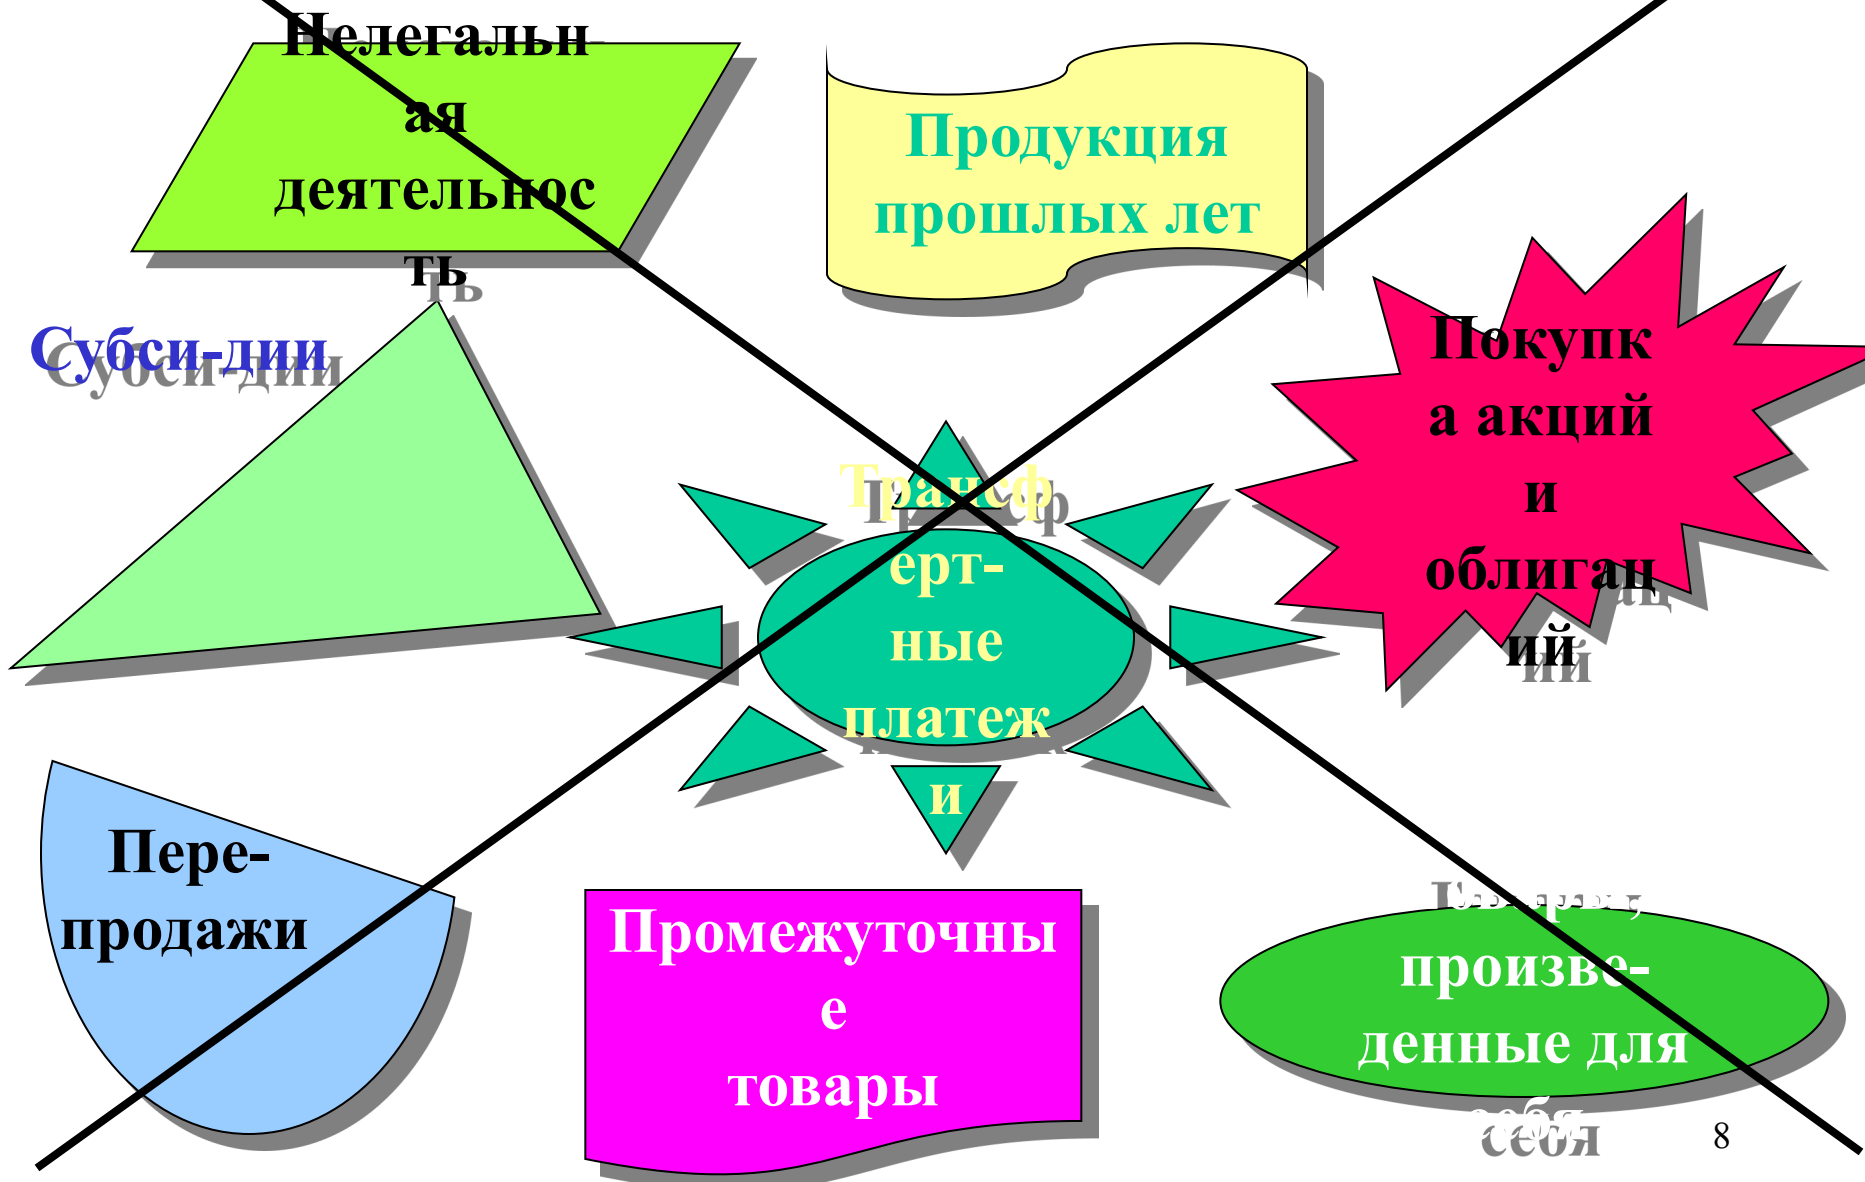 Нелегальн
ая
деятельнос
ть
Продукция
прошлых лет
Субси-дии
Покупк
а акций
и
облигац
ий
Трансф
ерт-
ные
платеж
и
Пере-
продажи
Промежуточны
е
товары
произве-
денные для
себя
8